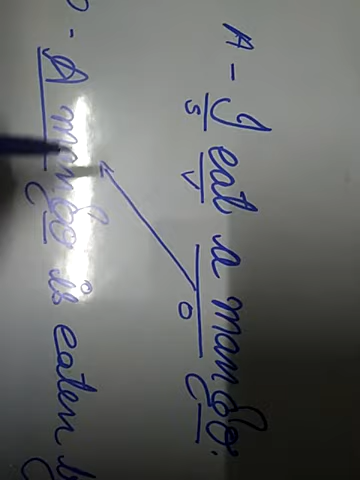 A - I eat a mango.
S V O
- A mango is eaten